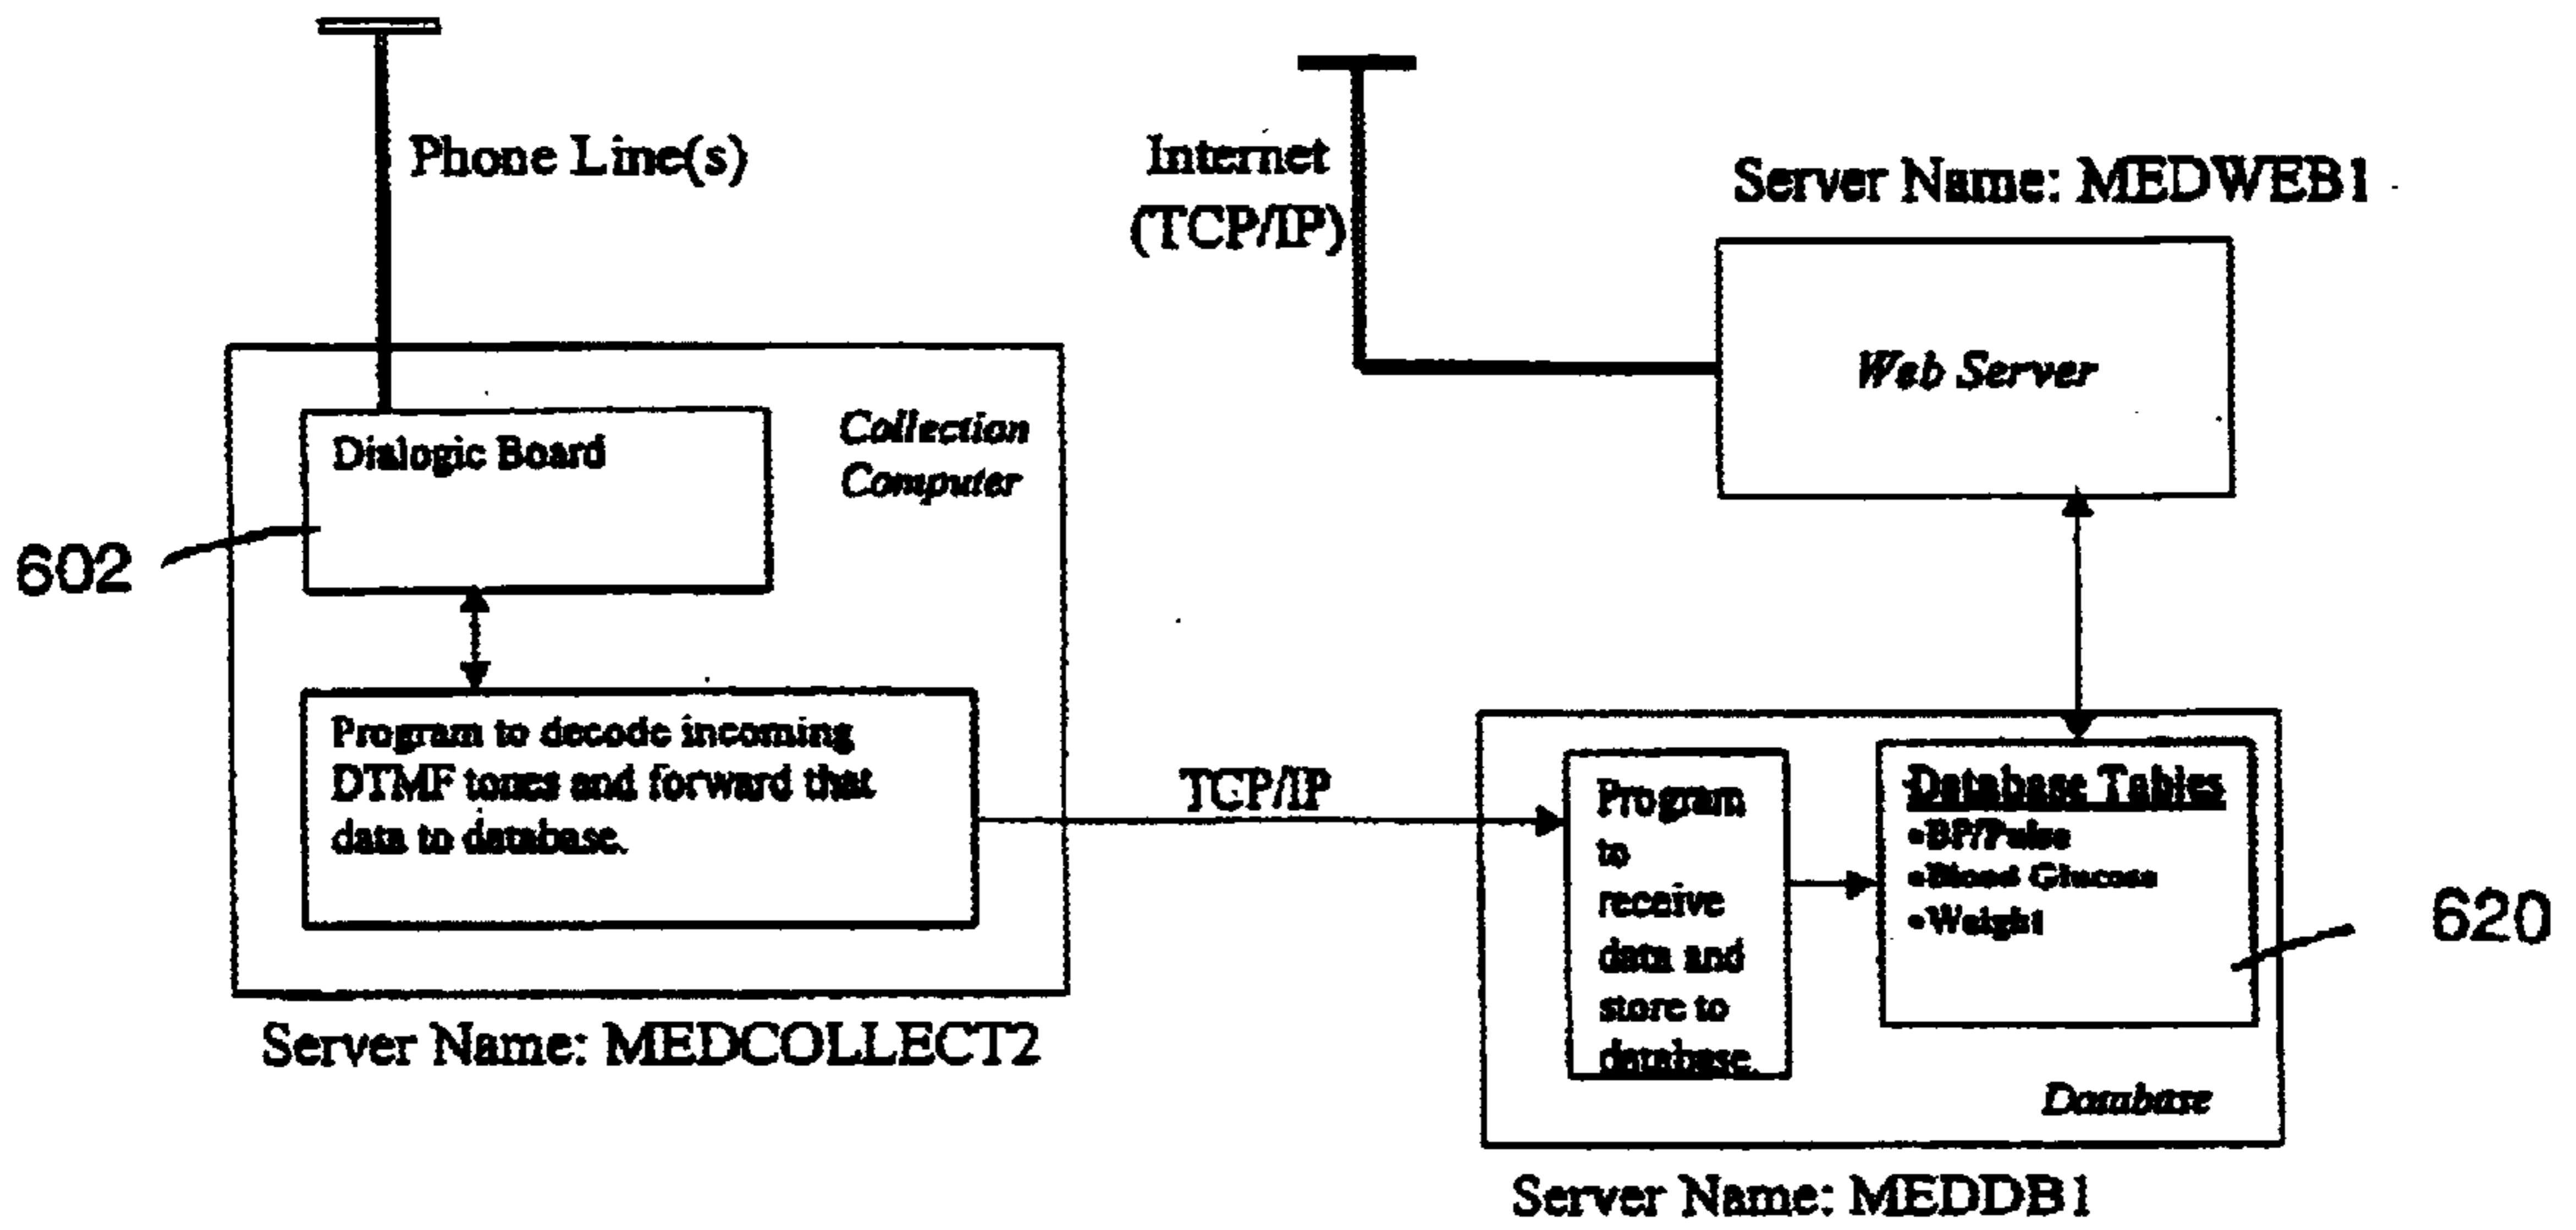 Phone Line(s)
Internet
(TCP/IP)
Server Name: MEDWEB1
Web Server
Dialogic Board
Collection
Computer
602
Program to decode incoming
DTMF tones and forward that
data to database.
Server Name: MEDCOLLECT2
TCP/IP
Program
to
receive
data and
store to
database.
Database Tables
•BP/Pulse
•Blood Glucose
•Weight
620
Database
Server Name: MEDDB1